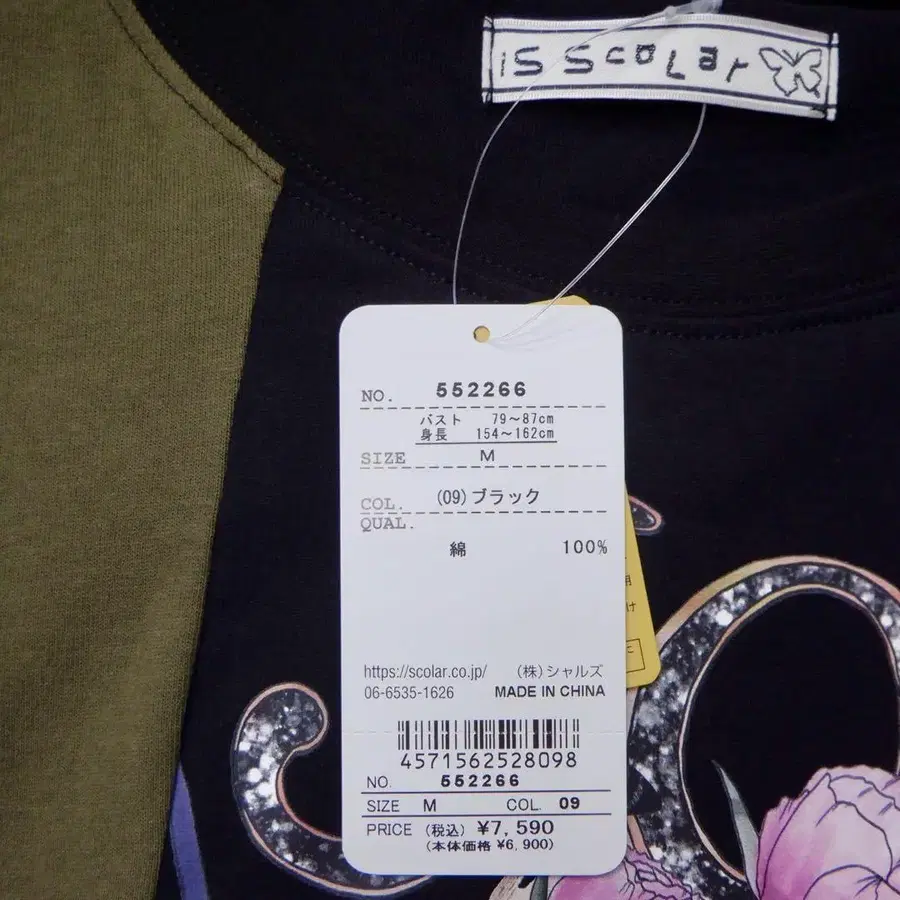 is scolar
NO. 552266
バスト 79～87cm
身長 154～162cm
SIZE M
COL. (09)ブラック
QUAL.
綿 100%
https://scolar.co.jp/ (株)シャルズ
06-6535-1626 MADE IN CHINA
4571562528098
NO. 552266
SIZE M COL. 09
PRICE (税込) ¥7,590
(本体価格 ¥6,900)
け
に